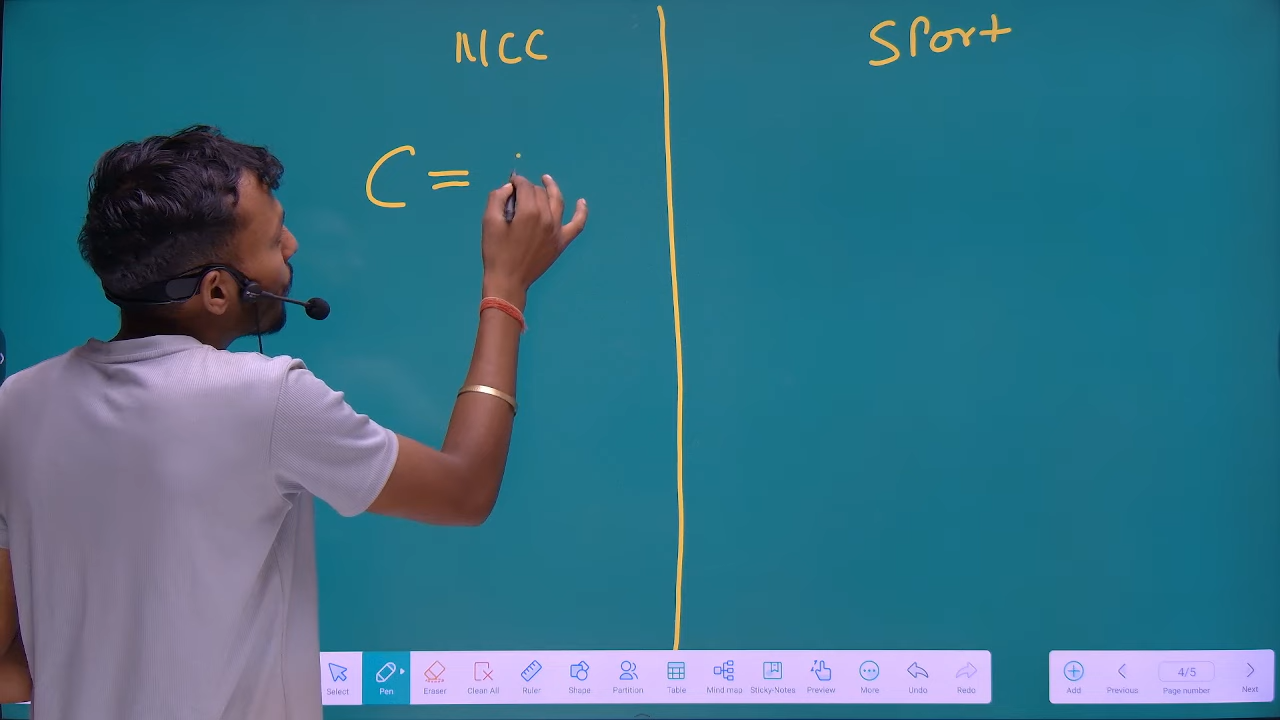 NCC
Sport
C =
Select
Pen
Eraser
Clean All
Ruler
Shape
Partition
Table
Mind map
Sticky-Notes
Preview
More
Undo
Redo
Add
Previous
4/5
Page number
Next